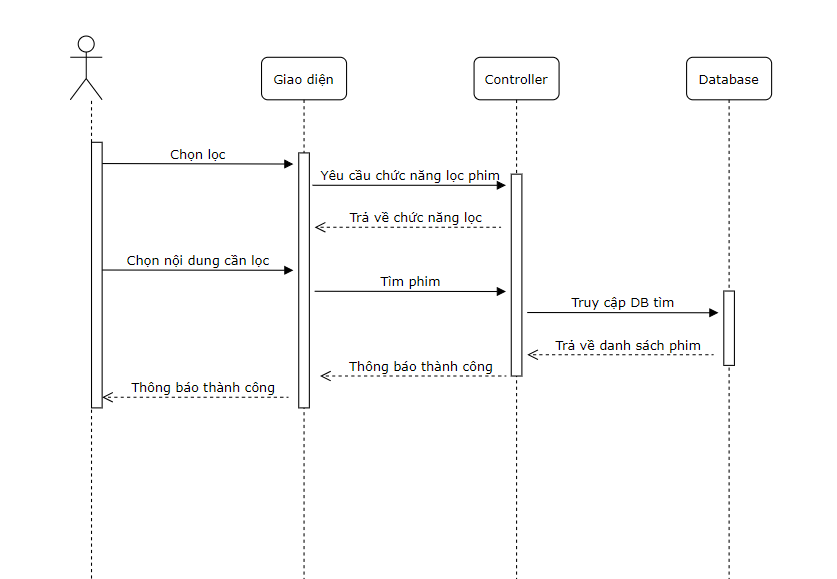 Giao diện
Controller
Database
Chọn lọc
Yêu cầu chức năng lọc phim
Trả về chức năng lọc
Chọn nội dung cần lọc
Tìm phim
Truy cập DB tìm
Trả về danh sách phim
Thông báo thành công
Thông báo thành công